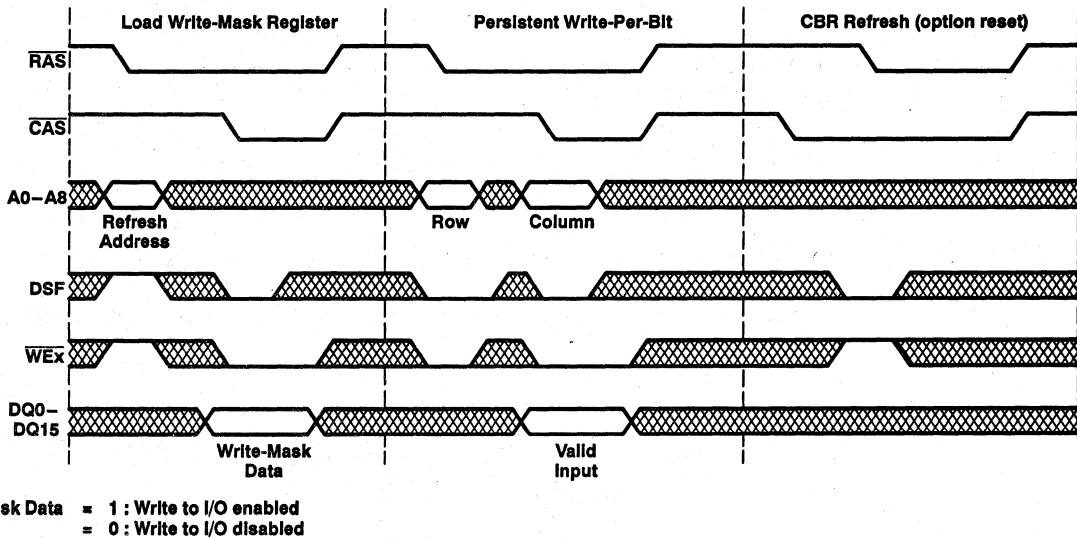 Load Write-Mask Register Persistent Write-Per-Bit CBR Refresh (option reset)
RAS
CAS
A0–A8
Refresh Address
Row
Column
DSF
WEx
DQ0–
DQ15
Write-Mask
Data
Valid
Input
sk Data = 1 : Write to I/O enabled
= 0 : Write to I/O disabled